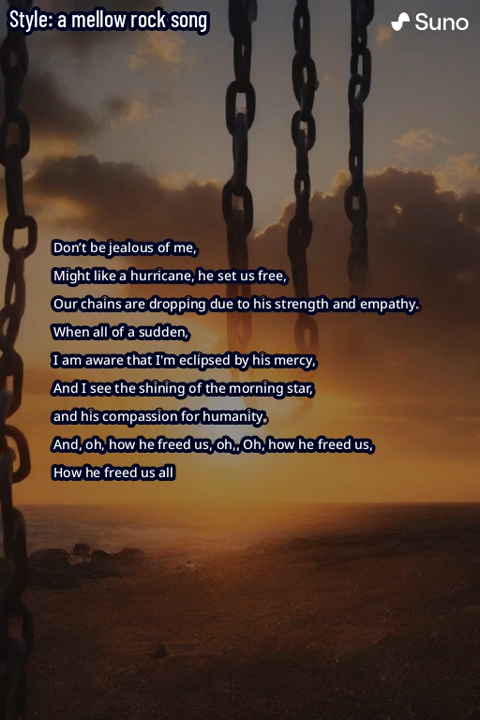 Style: a mellow rock song
Suno
Don't be jealous of me,
Might like a hurricane, he set us free,
Our chains are dropping due to his strength and empathy.
When all of a sudden,
I am aware that I'm eclipsed by his mercy,
And I see the shining of the morning star,
and his compassion for humanity.
And, oh, how he freed us, oh,, Oh, how he freed us,
How he freed us all